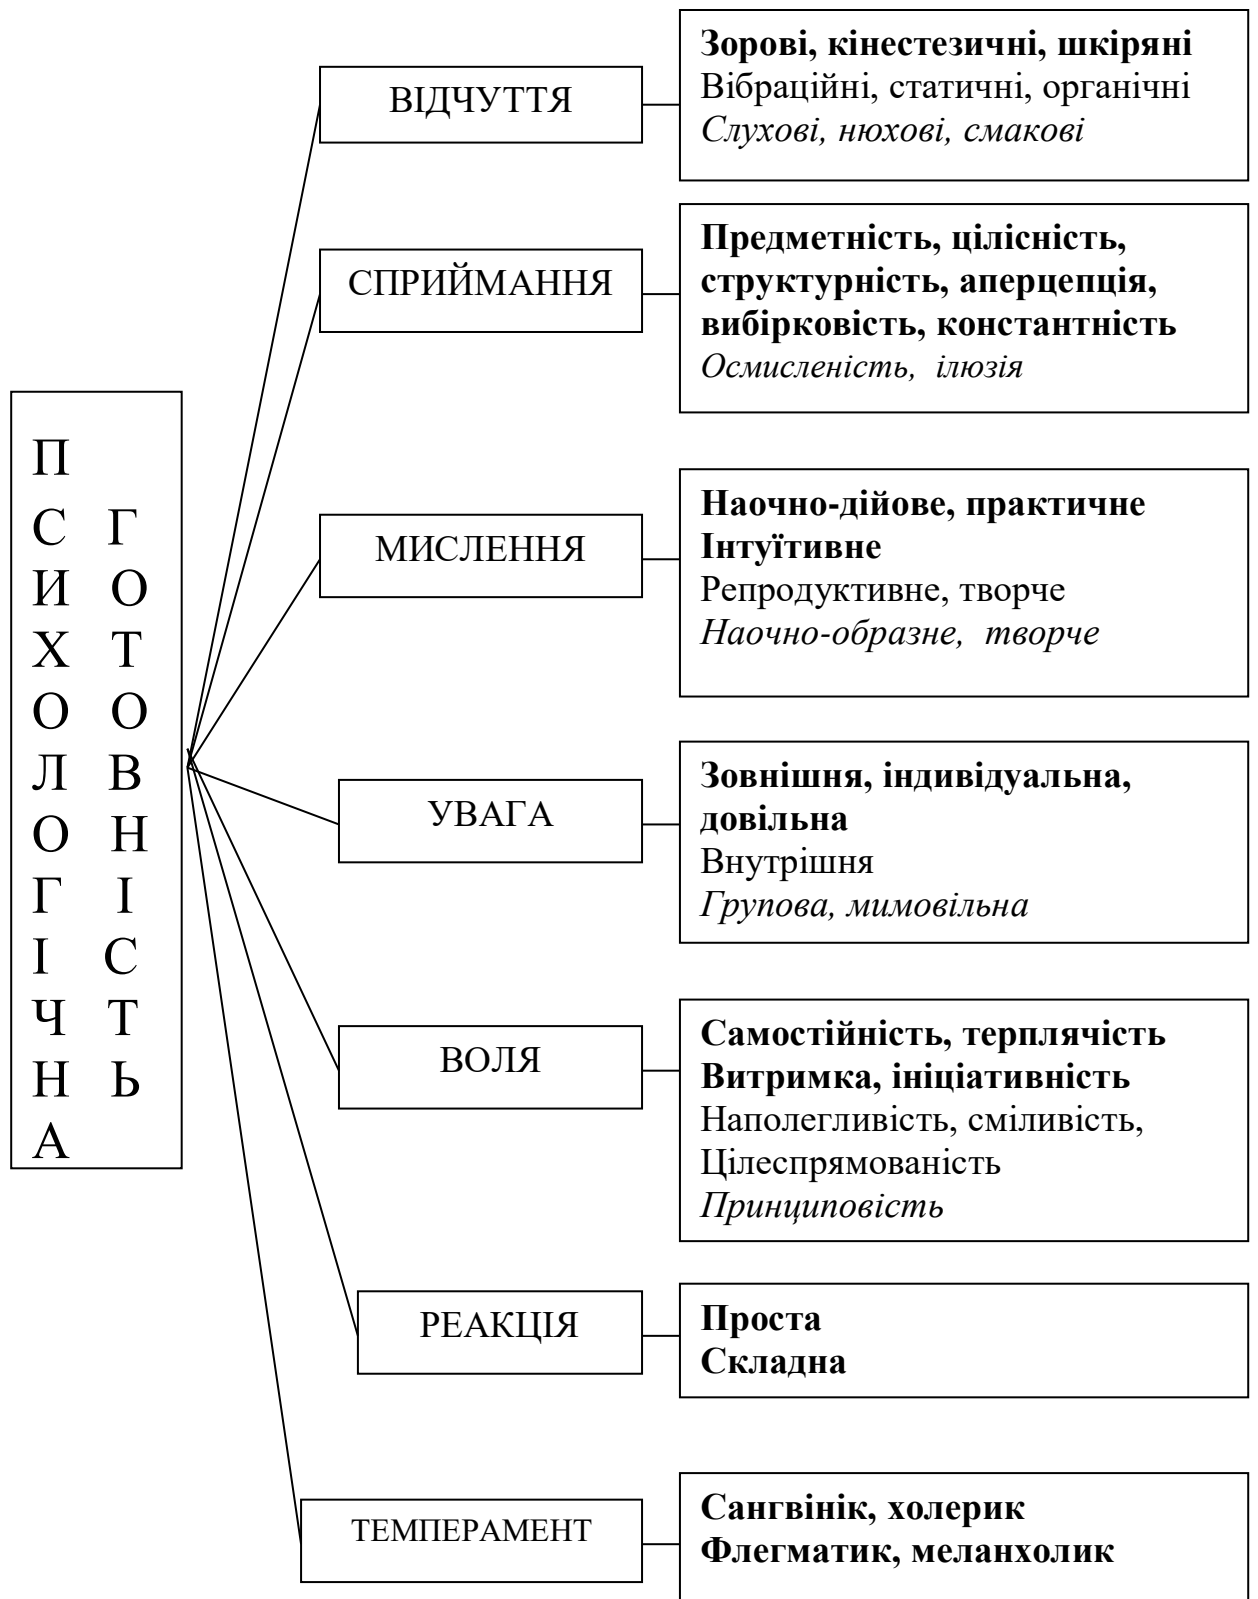 ПСИХОЛОГІЧНА
ГОТОВНІСТЬ
ВІДЧУТТЯ
Зорові, кінестезичні, шкіряні
Вібраційні, статичні, органічні
Слухові, нюхові, смакові
СПРИЙМАННЯ
Предметність, цілісність,
структурність, аперцепція,
вибірковість, константність
Осмисленість, ілюзія
МИСЛЕННЯ
Наочно-дійове, практичне
Інтуїтивне
Репродуктивне, творче
Наочно-образне, творче
УВАГА
Зовнішня, індивідуальна,
довільна
Внутрішня
Групова, мимовільна
ВОЛЯ
Самостійність, терплячість
Витримка, ініціативність
Наполегливість, сміливість,
Цілеспрямованість
Принциповість
РЕАКЦІЯ
Проста
Складна
ТЕМПЕРАМЕНТ
Сангвінік, холерик
Флегматик, меланхолик